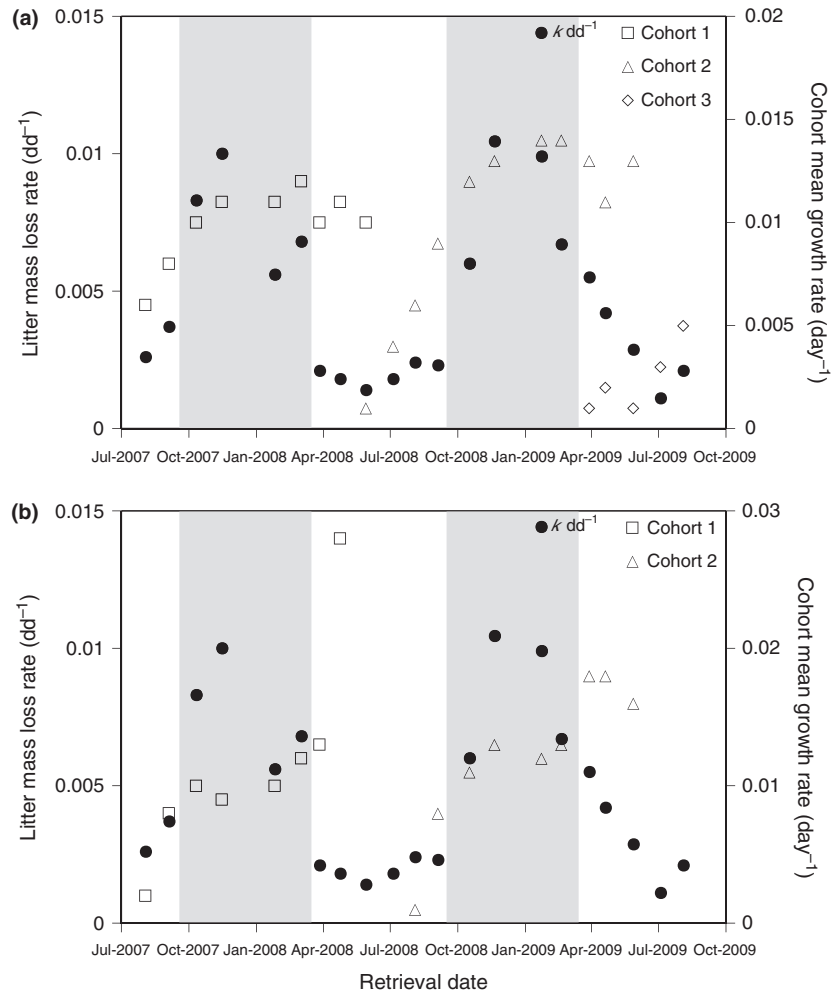 (a)
0.015
0.01
0.005
0
Litter mass loss rate (dd⁻¹)
k dd⁻¹
Cohort 1
Cohort 2
Cohort 3
0.02
0.015
0.01
0.005
0
Cohort mean growth rate (day⁻¹)
Jul-2007 Oct-2007 Jan-2008 Apr-2008 Jul-2008 Oct-2008 Jan-2009 Apr-2009 Jul-2009 Oct-2009
(b)
0.015
0.01
0.005
0
Litter mass loss rate (dd⁻¹)
k dd⁻¹
Cohort 1
Cohort 2
0.03
0.02
0.01
0
Cohort mean growth rate (day⁻¹)
Jul-2007 Oct-2007 Jan-2008 Apr-2008 Jul-2008 Oct-2008 Jan-2009 Apr-2009 Jul-2009 Oct-2009
Retrieval date